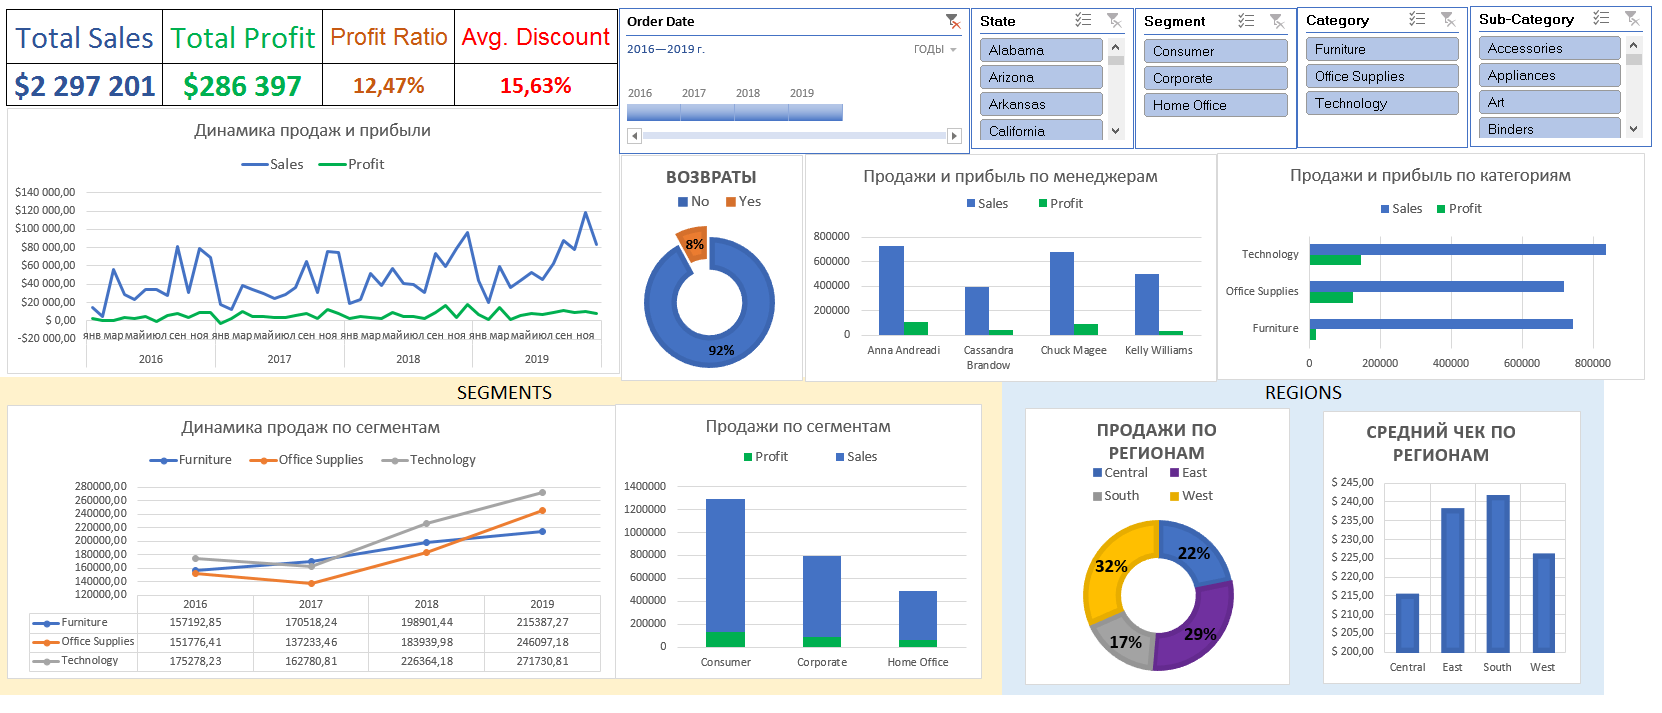 Total Sales
Total Profit
Profit Ratio
Avg. Discount
$2 297 201
$286 397
12,47%
15,63%
Order Date
2016—2019 г.
ГОДЫ
2016 2017 2018 2019
State
Alabama
Arizona
Arkansas
California
Segment
Consumer
Corporate
Home Office
Category
Furniture
Office Supplies
Technology
Sub-Category
Accessories
Appliances
Art
Binders
Динамика продаж и прибыли
Sales Profit
$140 000,00
$120 000,00
$100 000,00
$80 000,00
$60 000,00
$40 000,00
$20 000,00
$ 0,00
-$20 000,00
янв мар май июл сен ноя янв мар май июл сен ноя янв мар май июл сен ноя янв мар май июл сен ноя
2016 2017 2018 2019
ВОЗВРАТЫ
No Yes
8%
92%
Продажи и прибыль по менеджерам
Sales Profit
800000
600000
400000
200000
0
Anna Andreadi
Cassandra
Brandow
Chuck Magee
Kelly Williams
Продажи и прибыль по категориям
Sales Profit
Technology
Office Supplies
Furniture
0 200000 400000 600000 800000
SEGMENTS
Динамика продаж по сегментам
Furniture Office Supplies Technology
280000,00
260000,00
240000,00
220000,00
200000,00
180000,00
160000,00
140000,00
120000,00
2016 2017 2018 2019
Furniture 157192,85 170518,24 198901,44 215387,27
Office Supplies 151776,41 137233,46 183939,98 246097,18
Technology 175278,23 162780,81 226364,18 271730,81
Продажи по сегментам
Profit Sales
1400000
1200000
1000000
800000
600000
400000
200000
0
Consumer Corporate Home Office
REGIONS
ПРОДАЖИ ПО
РЕГИОНАМ
Central East
South West
22%
32%
29%
17%
СРЕДНИЙ ЧЕК ПО
РЕГИОНАМ
$ 245,00
$ 240,00
$ 235,00
$ 230,00
$ 225,00
$ 220,00
$ 215,00
$ 210,00
$ 205,00
$ 200,00
Central East South West